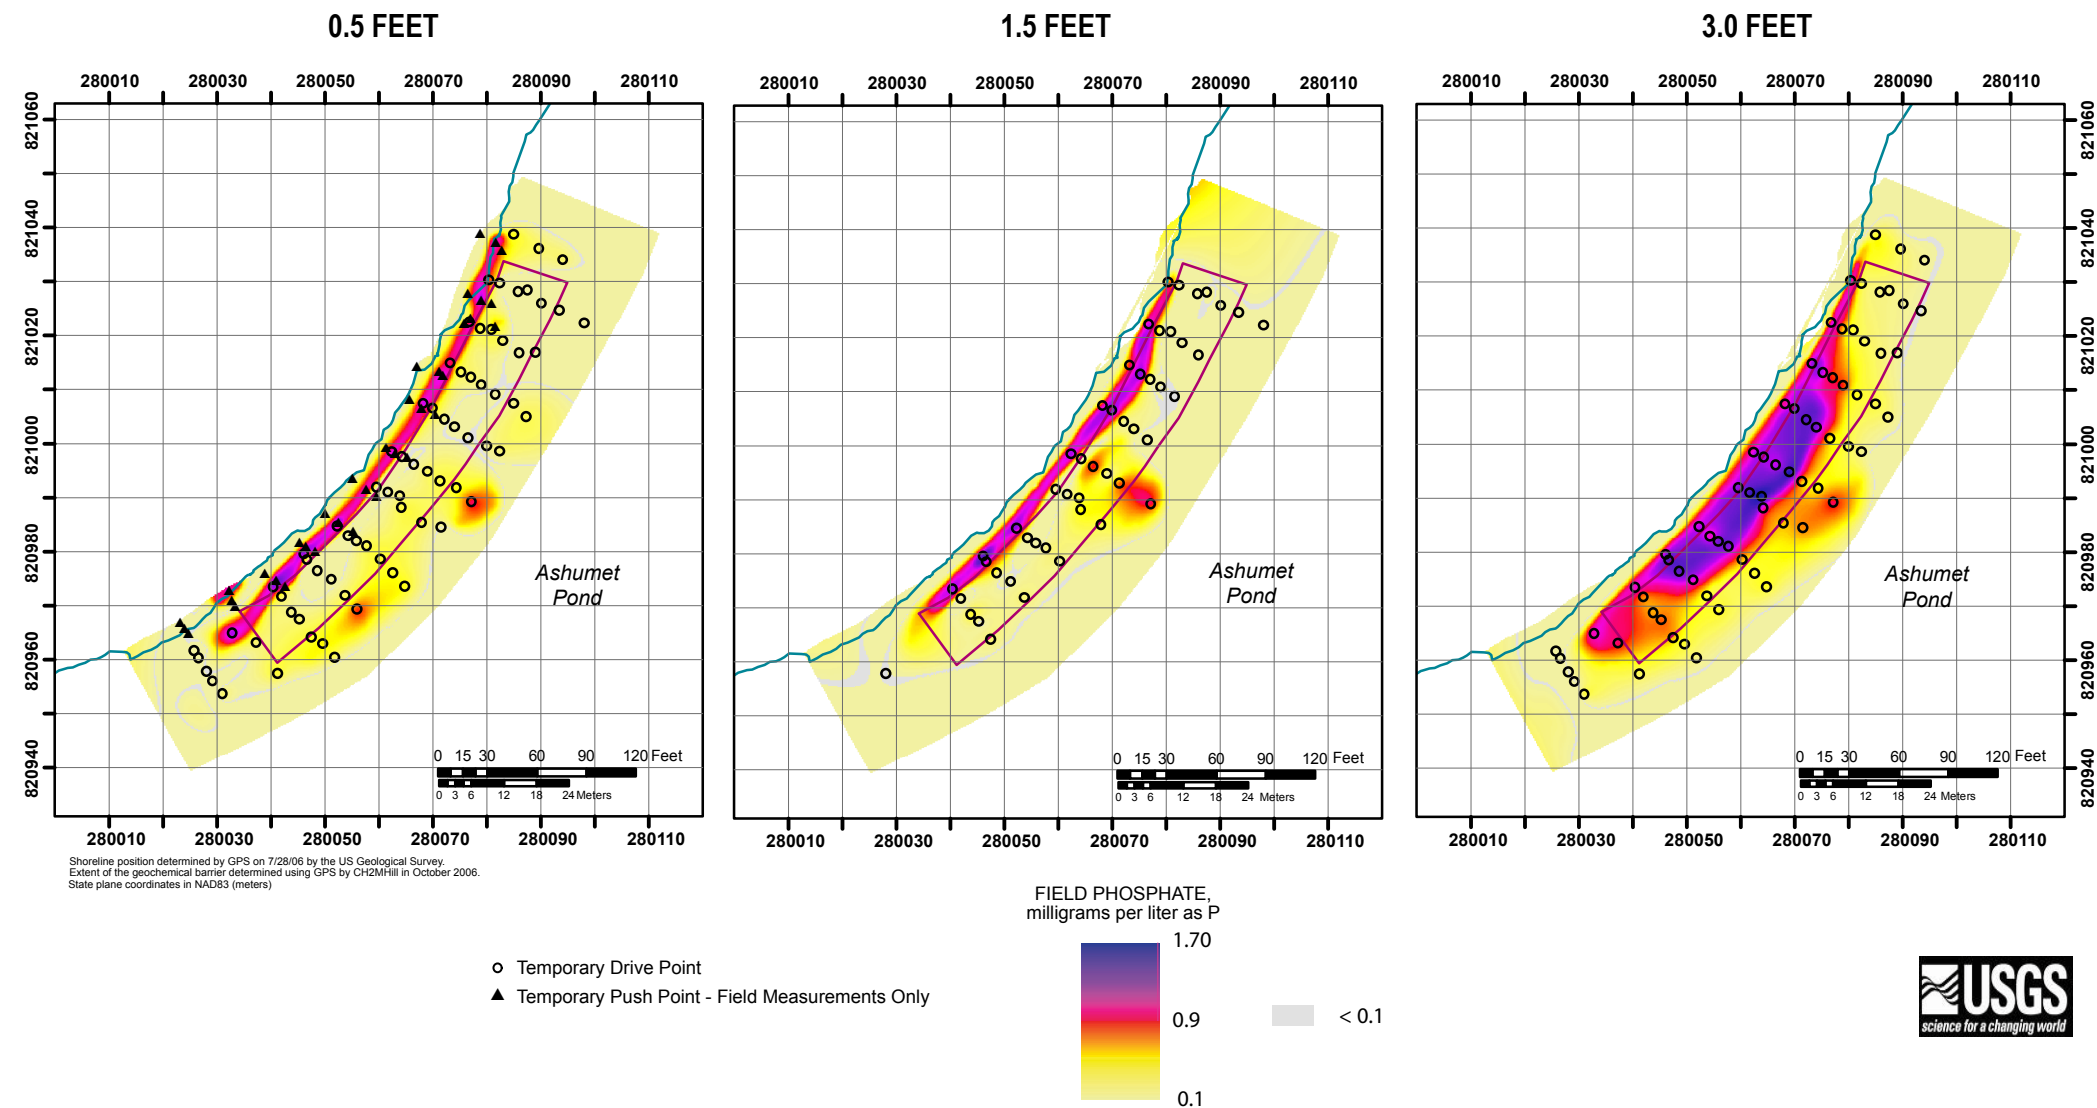 0.5 FEET
1.5 FEET
3.0 FEET
280010 280030 280050 280070 280090 280110
280010 280030 280050 280070 280090 280110
280010 280030 280050 280070 280090 280110
821060
821040
821020
821000
820980
820960
820940
821060
821040
821020
821000
820980
820960
820940
Ashumet
Pond
Ashumet
Pond
Ashumet
Pond
0 15 30 60 90 120 Feet
0 3 6 12 18 24 Meters
0 15 30 60 90 120 Feet
0 3 6 12 18 24 Meters
0 15 30 60 90 120 Feet
0 3 6 12 18 24 Meters
280010 280030 280050 280070 280090 280110
280010 280030 280050 280070 280090 280110
280010 280030 280050 280070 280090 280110
Shoreline position determined by GPS on 7/28/06 by the US Geological Survey.
Extent of the geochemical barrier determined using GPS by CH2MHill in October 2006.
State plane coordinates in NAD83 (meters)
FIELD PHOSPHATE,
milligrams per liter as P
1.70
0.9
0.1
< 0.1
Temporary Drive Point
Temporary Push Point - Field Measurements Only
USGS
science for a changing world